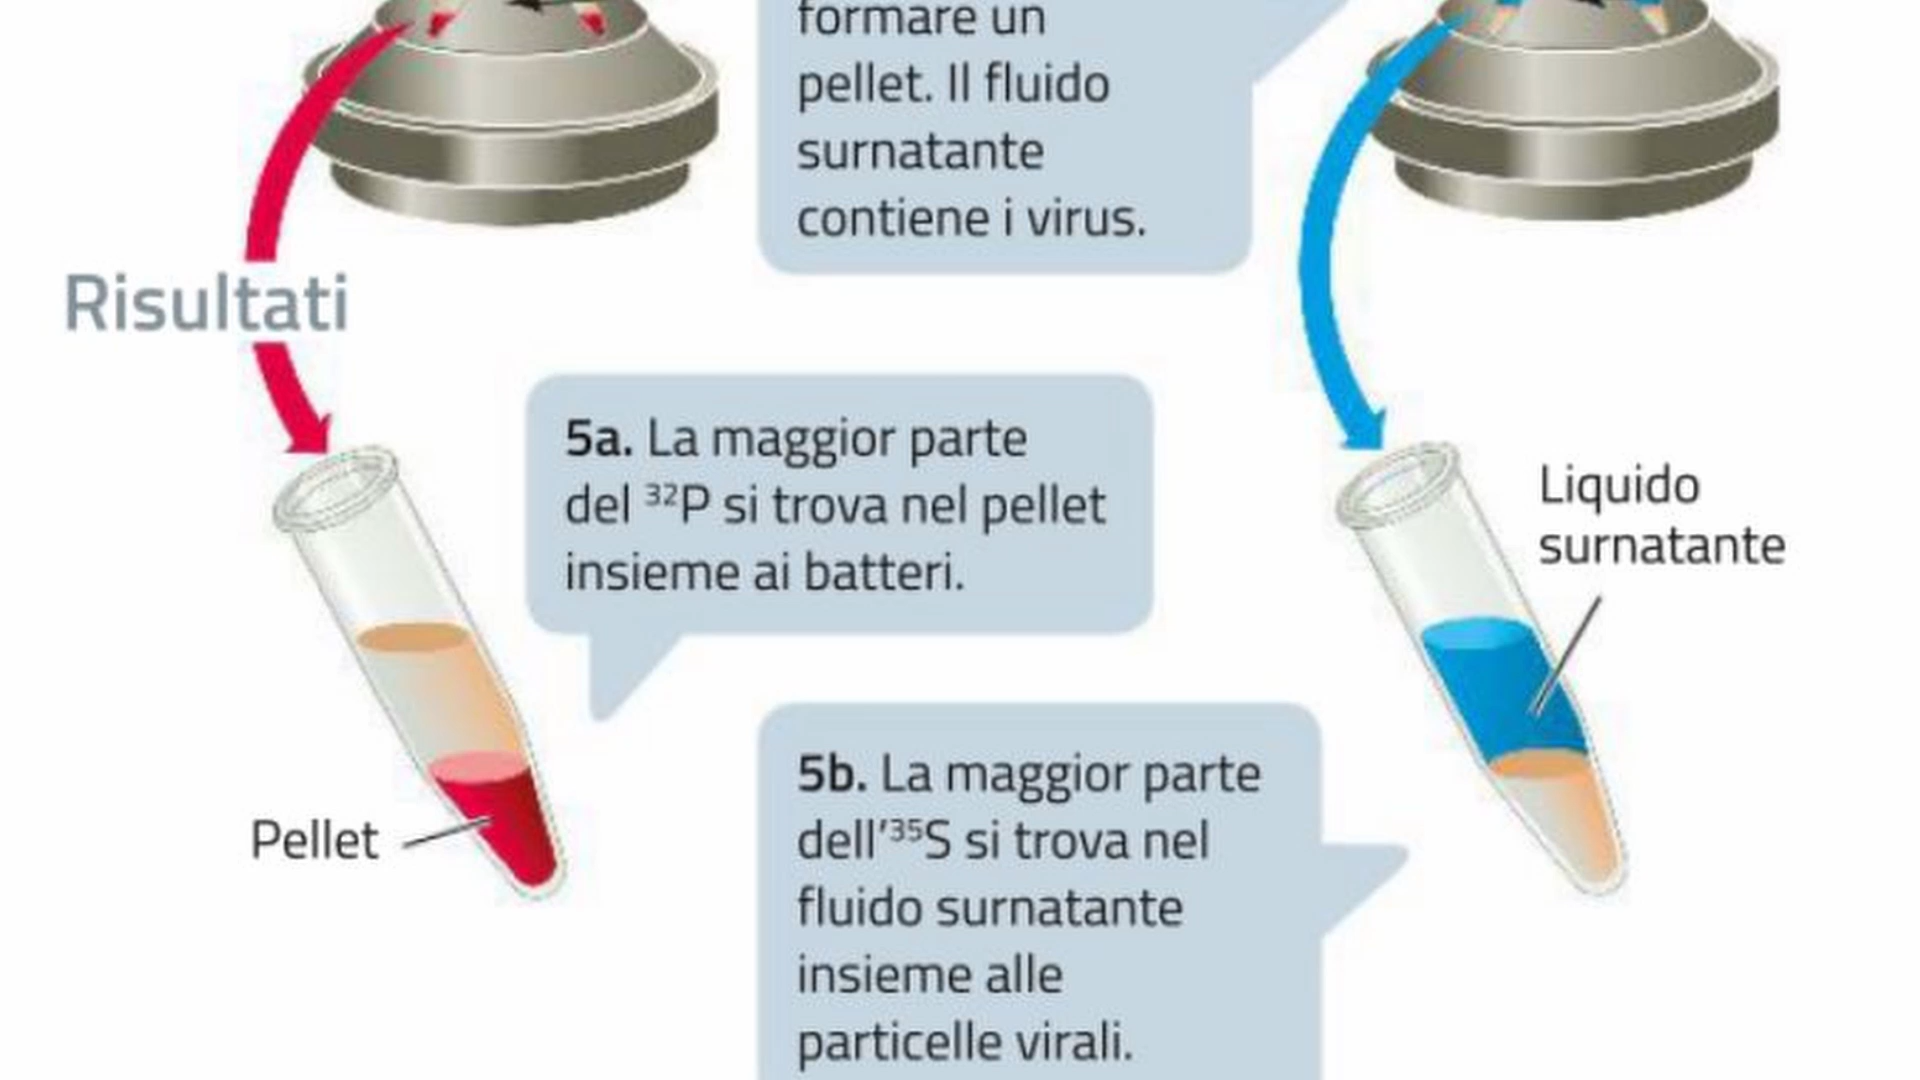 formare un
pellet. Il fluido
surnatante
contiene i virus.
Risultati
5a. La maggior parte
del ³²P si trova nel pellet
insieme ai batteri.
Liquido
surnatante
Pellet
5b. La maggior parte
dell’³⁵S si trova nel
fluido surnatante
insieme alle
particelle virali.